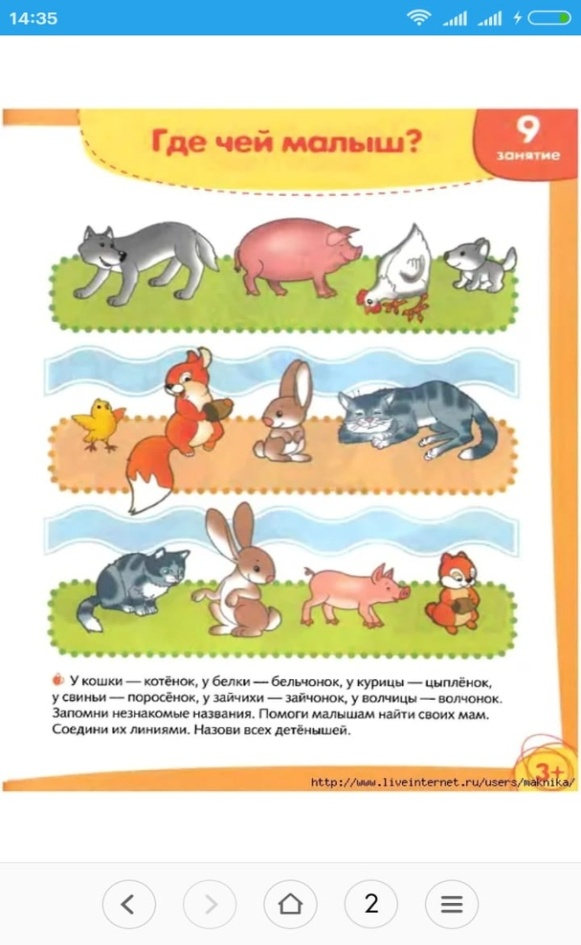 14:35
Где чей малыш?
9
занятие
У кошки — котёнок, у белки — бельчонок, у курицы — цыплёнок,
у свиньи — поросёнок, у зайчихи — зайчонок, у волчицы — волчонок.
Запомни незнакомые названия. Помоги малышам найти своих мам.
Соедини их линиями. Назови всех детёнышей.
3+
http://www.liveinternet.ru/users/maknika/
2